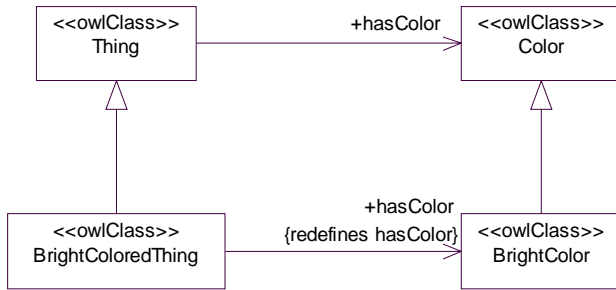 <<owlClass>>
Thing
+hasColor
<<owlClass>>
Color
<<owlClass>>
BrightColoredThing
+hasColor
{redefines hasColor}
<<owlClass>>
BrightColor